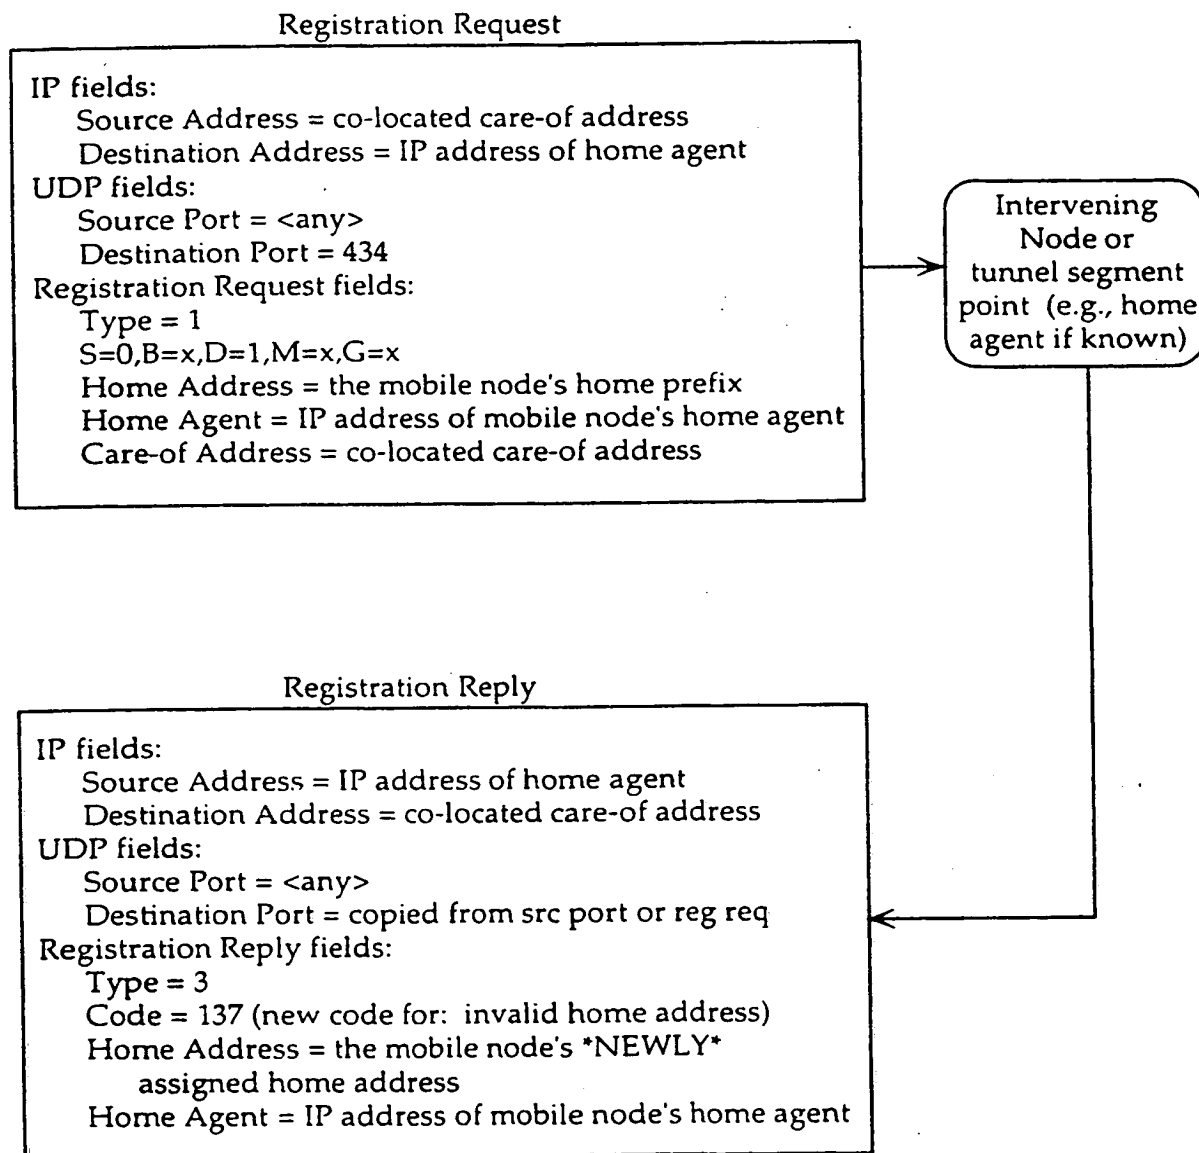 Registration Request
IP fields:
Source Address = co-located care-of address
Destination Address = IP address of home agent
UDP fields:
Source Port = <any>
Destination Port = 434
Registration Request fields:
Type = 1
S=0,B=x,D=1,M=x,G=x
Home Address = the mobile node's home prefix
Home Agent = IP address of mobile node's home agent
Care-of Address = co-located care-of address
Intervening
Node or
tunnel segment
point (e.g., home
agent if known)
Registration Reply
IP fields:
Source Address = IP address of home agent
Destination Address = co-located care-of address
UDP fields:
Source Port = <any>
Destination Port = copied from src port or reg req
Registration Reply fields:
Type = 3
Code = 137 (new code for: invalid home address)
Home Address = the mobile node's *NEWLY*
assigned home address
Home Agent = IP address of mobile node's home agent